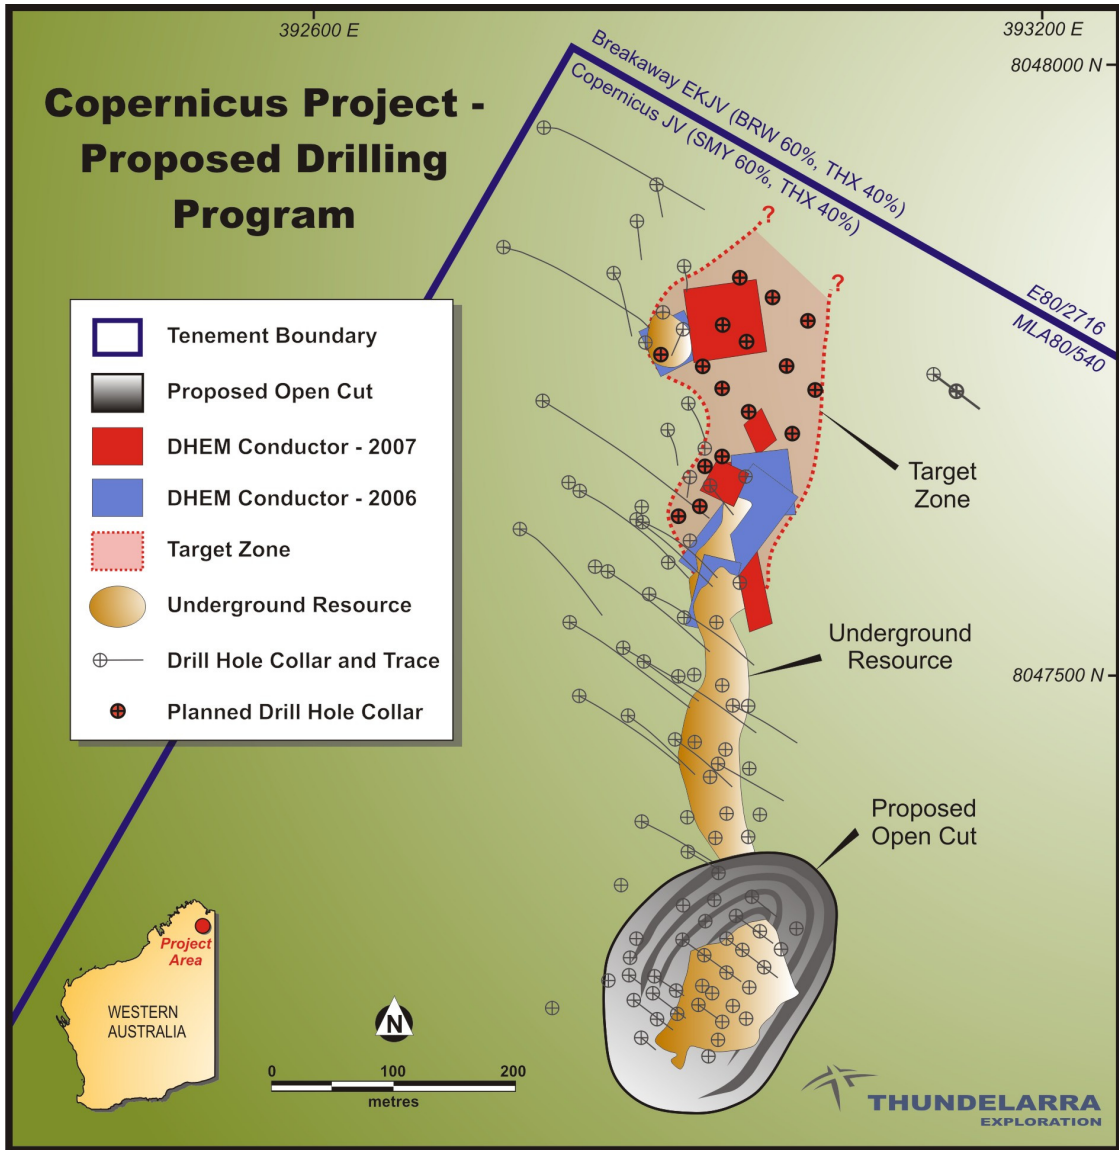 392600 E
393200 E
8048000 N
Copernicus Project -
Proposed Drilling
Program
Breakaway EKJV (BRW 60%, THX 40%)
Copernicus JV (SMY 60%, THX 40%)
?
?
E80/2716
MLA80/540
Tenement Boundary
Proposed Open Cut
DHEM Conductor - 2007
DHEM Conductor - 2006
Target Zone
Underground Resource
Drill Hole Collar and Trace
Planned Drill Hole Collar
Target
Zone
Underground
Resource
8047500 N
Proposed
Open Cut
Project
Area
WESTERN
AUSTRALIA
N
0 100 200
metres
THUNDELARRA
EXPLORATION